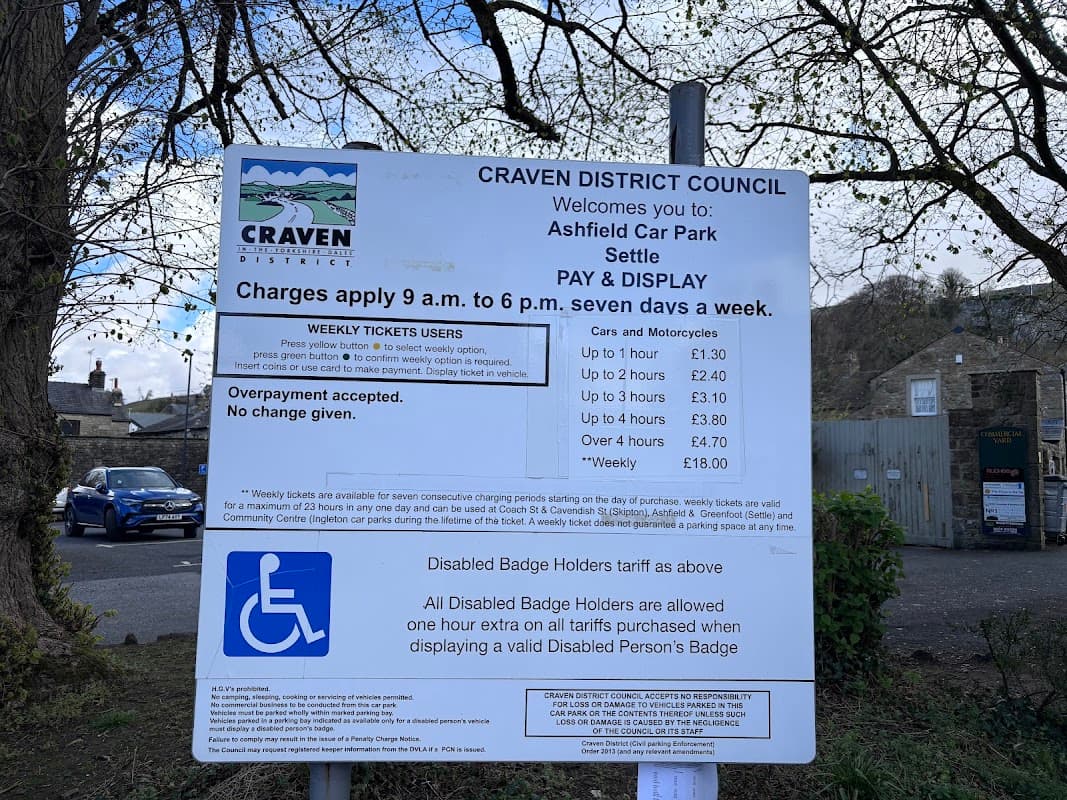 CRAVEN
IN THE YORKSHIRE DALES
DISTRICT
CRAVEN DISTRICT COUNCIL
Welcomes you to:
Ashfield Car Park
Settle
PAY & DISPLAY
Charges apply 9 a.m. to 6 p.m. seven days a week.
WEEKLY TICKETS USERS
Press yellow button to select weekly option,
press green button to confirm weekly option is required.
Insert coins or use card to make payment. Display ticket in vehicle.
Overpayment accepted.
No change given.
Cars and Motorcycles
Up to 1 hour £1.30
Up to 2 hours £2.40
Up to 3 hours £3.10
Up to 4 hours £3.80
Over 4 hours £4.70
**Weekly £18.00
** Weekly tickets are available for seven consecutive charging periods starting on the day of purchase. weekly tickets are valid
for a maximum of 23 hours in any one day and can be used at Coach St & Cavendish St (Skipton), Ashfield & Greenfoot (Settle) and
Community Centre (Ingleton car parks during the lifetime of the ticket. A weekly ticket does not guarantee a parking space at any time.
Disabled Badge Holders tariff as above
All Disabled Badge Holders are allowed
one hour extra on all tariffs purchased when
displaying a valid Disabled Person's Badge
H.G.V's prohibited.
No camping, sleeping, cooking or servicing of vehicles permitted.
No commercial business to be conducted from this car park.
Vehicles must be parked wholly within marked parking bay.
Vehicles parked in a parking bay indicated as available only for a disabled person's vehicle
must display a disabled person's badge.
Failure to comply may result in the issue of a Penalty Charge Notice.
The Council may request registered keeper information from the DVLA if a PCN is issued.
CRAVEN DISTRICT COUNCIL ACCEPTS NO RESPONSIBILITY
FOR LOSS OR DAMAGE TO VEHICLES PARKED IN THIS
CAR PARK OR THE CONTENTS THEREOF UNLESS SUCH
LOSS OR DAMAGE IS CAUSED BY THE NEGLIGENCE
OF THE COUNCIL OR ITS STAFF
Craven District (Civil parking Enforcement)
Order 2013 (and any relevant amendments)
COMMERCIAL
YARD